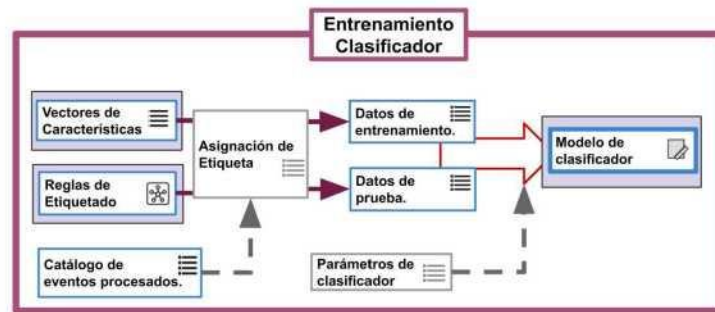 Entrenamiento
Clasificador
Vectores de
Características
Asignación de
Etiqueta
Datos de
entrenamiento.
Modelo de
clasificador
Reglas de
Etiquetado
Datos de
prueba.
Catálogo de
eventos procesados.
Parámetros de
clasificador